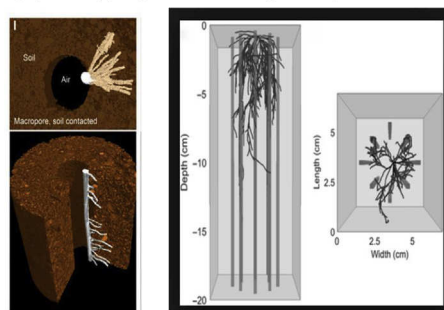 I
Soil
Air
Macropore, soil contacted
0
−5
−10
−15
−20
Depth (cm)
5
2.5
0
Length (cm)
0
2.5
5
Width (cm)